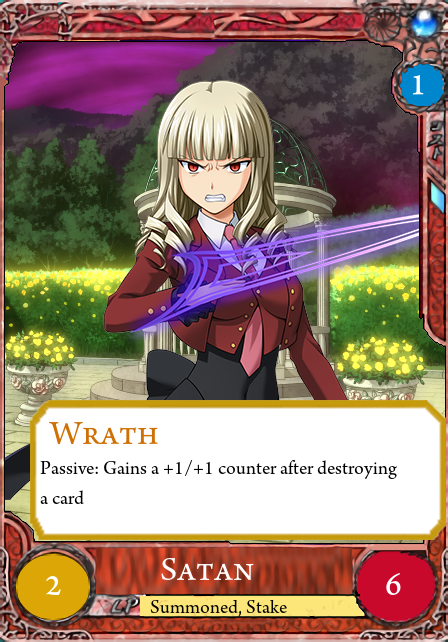 1
Wrath
Passive: Gains a +1/+1 counter after destroying
a card
Satan
2
6
LP
Summoned, Stake